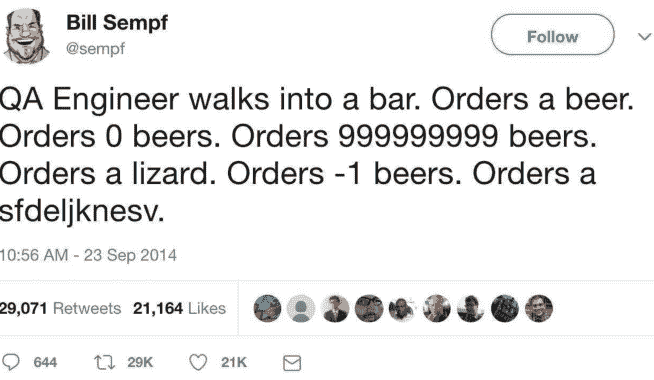 Bill Sempf
@sempf
Follow
QA Engineer walks into a bar. Orders a beer.
Orders 0 beers. Orders 999999999 beers.
Orders a lizard. Orders -1 beers. Orders a
sfdeljknesv.
10:56 AM - 23 Sep 2014
29,071 Retweets 21,164 Likes
644 29K 21K